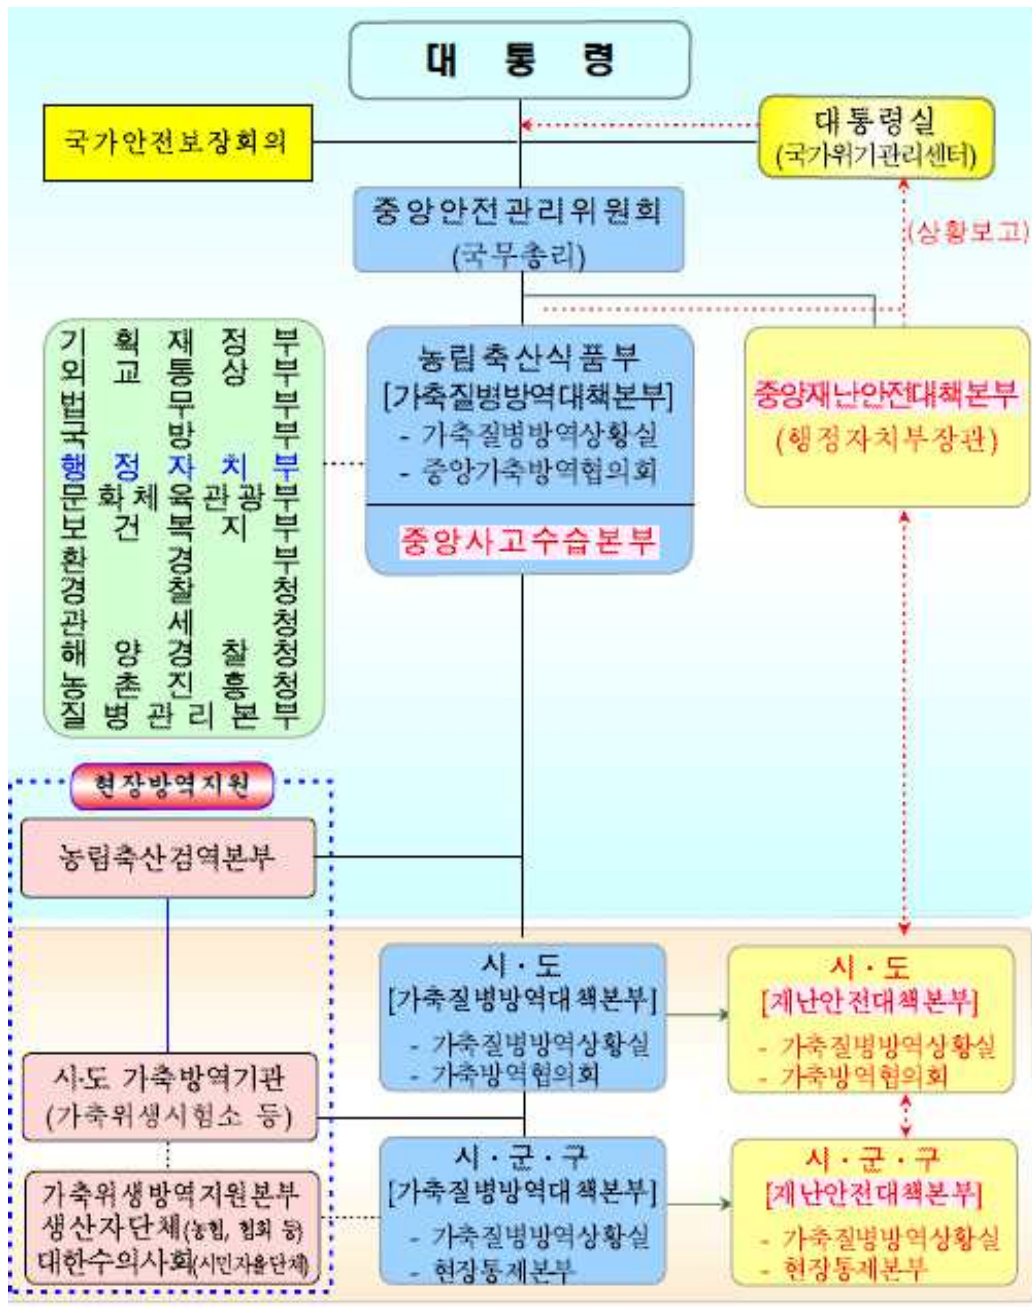 대 통 령
국가안전보장회의
대통령실
(국가위기관리센터)
중앙안전관리위원회
(국무총리)
(상황보고)
기 획 재 정 부
외 교 통 상 부
법 무 부
국 방 부
행 정 자 치 부
문화체육관광부
보 건 복 지 부
환 경 부
경 찰 청
관 세 청
해 양 경 찰 청
농 촌 진 흥 청
질병관리본부
농림축산식품부
[가축질병방역대책본부]
- 가축질병방역상황실
- 중앙가축방역협의회
중앙사고수습본부
중앙재난안전대책본부
(행정자치부장관)
현장방역지원
농림축산검역본부
시·도 가축방역기관
(가축위생시험소 등)
가축위생방역지원본부
생산자단체(농협, 협회 등)
대한수의사회(시민자율단체)
시·도
[가축질병방역대책본부]
- 가축질병방역상황실
- 가축방역협의회
시·도
[재난안전대책본부]
- 가축질병방역상황실
- 가축방역협의회
시·군·구
[가축질병방역대책본부]
- 가축질병방역상황실
- 현장통제본부
시·군·구
[재난안전대책본부]
- 가축질병방역상황실
- 현장통제본부